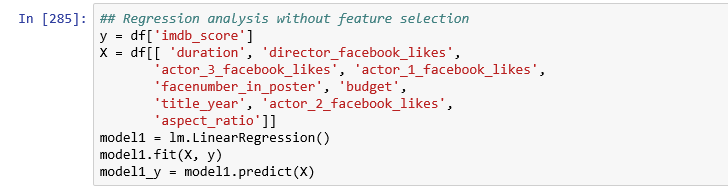 In [285]: ## Regression analysis without feature selection
y = df['imdb_score']
X = df[[ 'duration', 'director_facebook_likes',
'actor_3_facebook_likes', 'actor_1_facebook_likes',
'facenumber_in_poster', 'budget',
'title_year', 'actor_2_facebook_likes',
'aspect_ratio']]
model1 = lm.LinearRegression()
model1.fit(X, y)
model1_y = model1.predict(X)